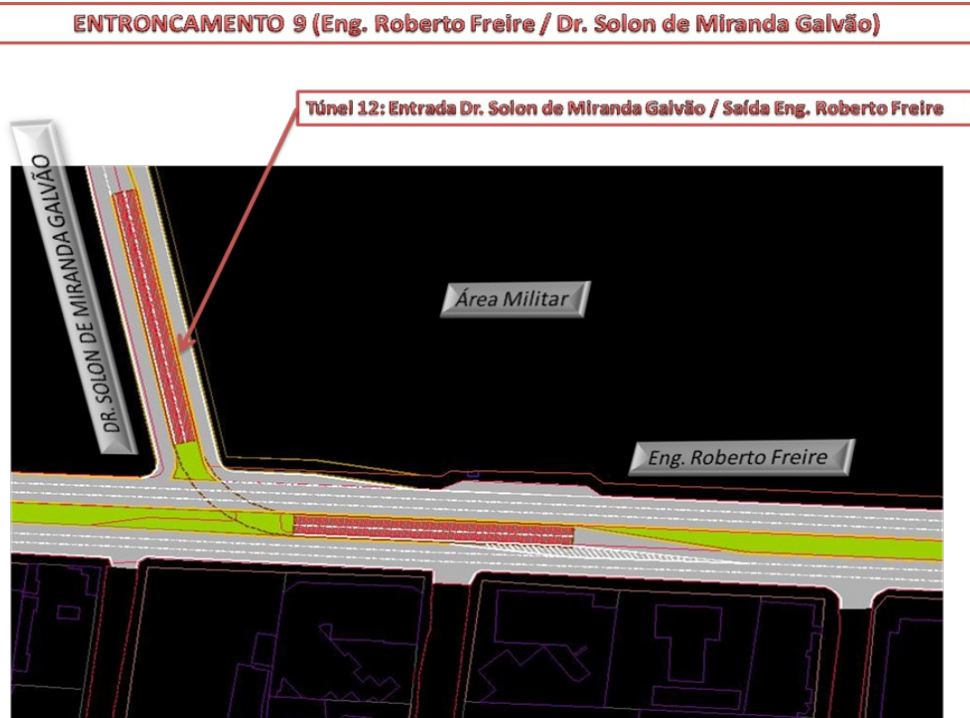 ENTRONCAMENTO 9 (Eng. Roberto Freire / Dr. Solon de Miranda Galvão)
Túnel 12: Entrada Dr. Solon de Miranda Galvão / Saída Eng. Roberto Freire
DR. SOLON DE MIRANDA GALVÃO
Área Militar
Eng. Roberto Freire